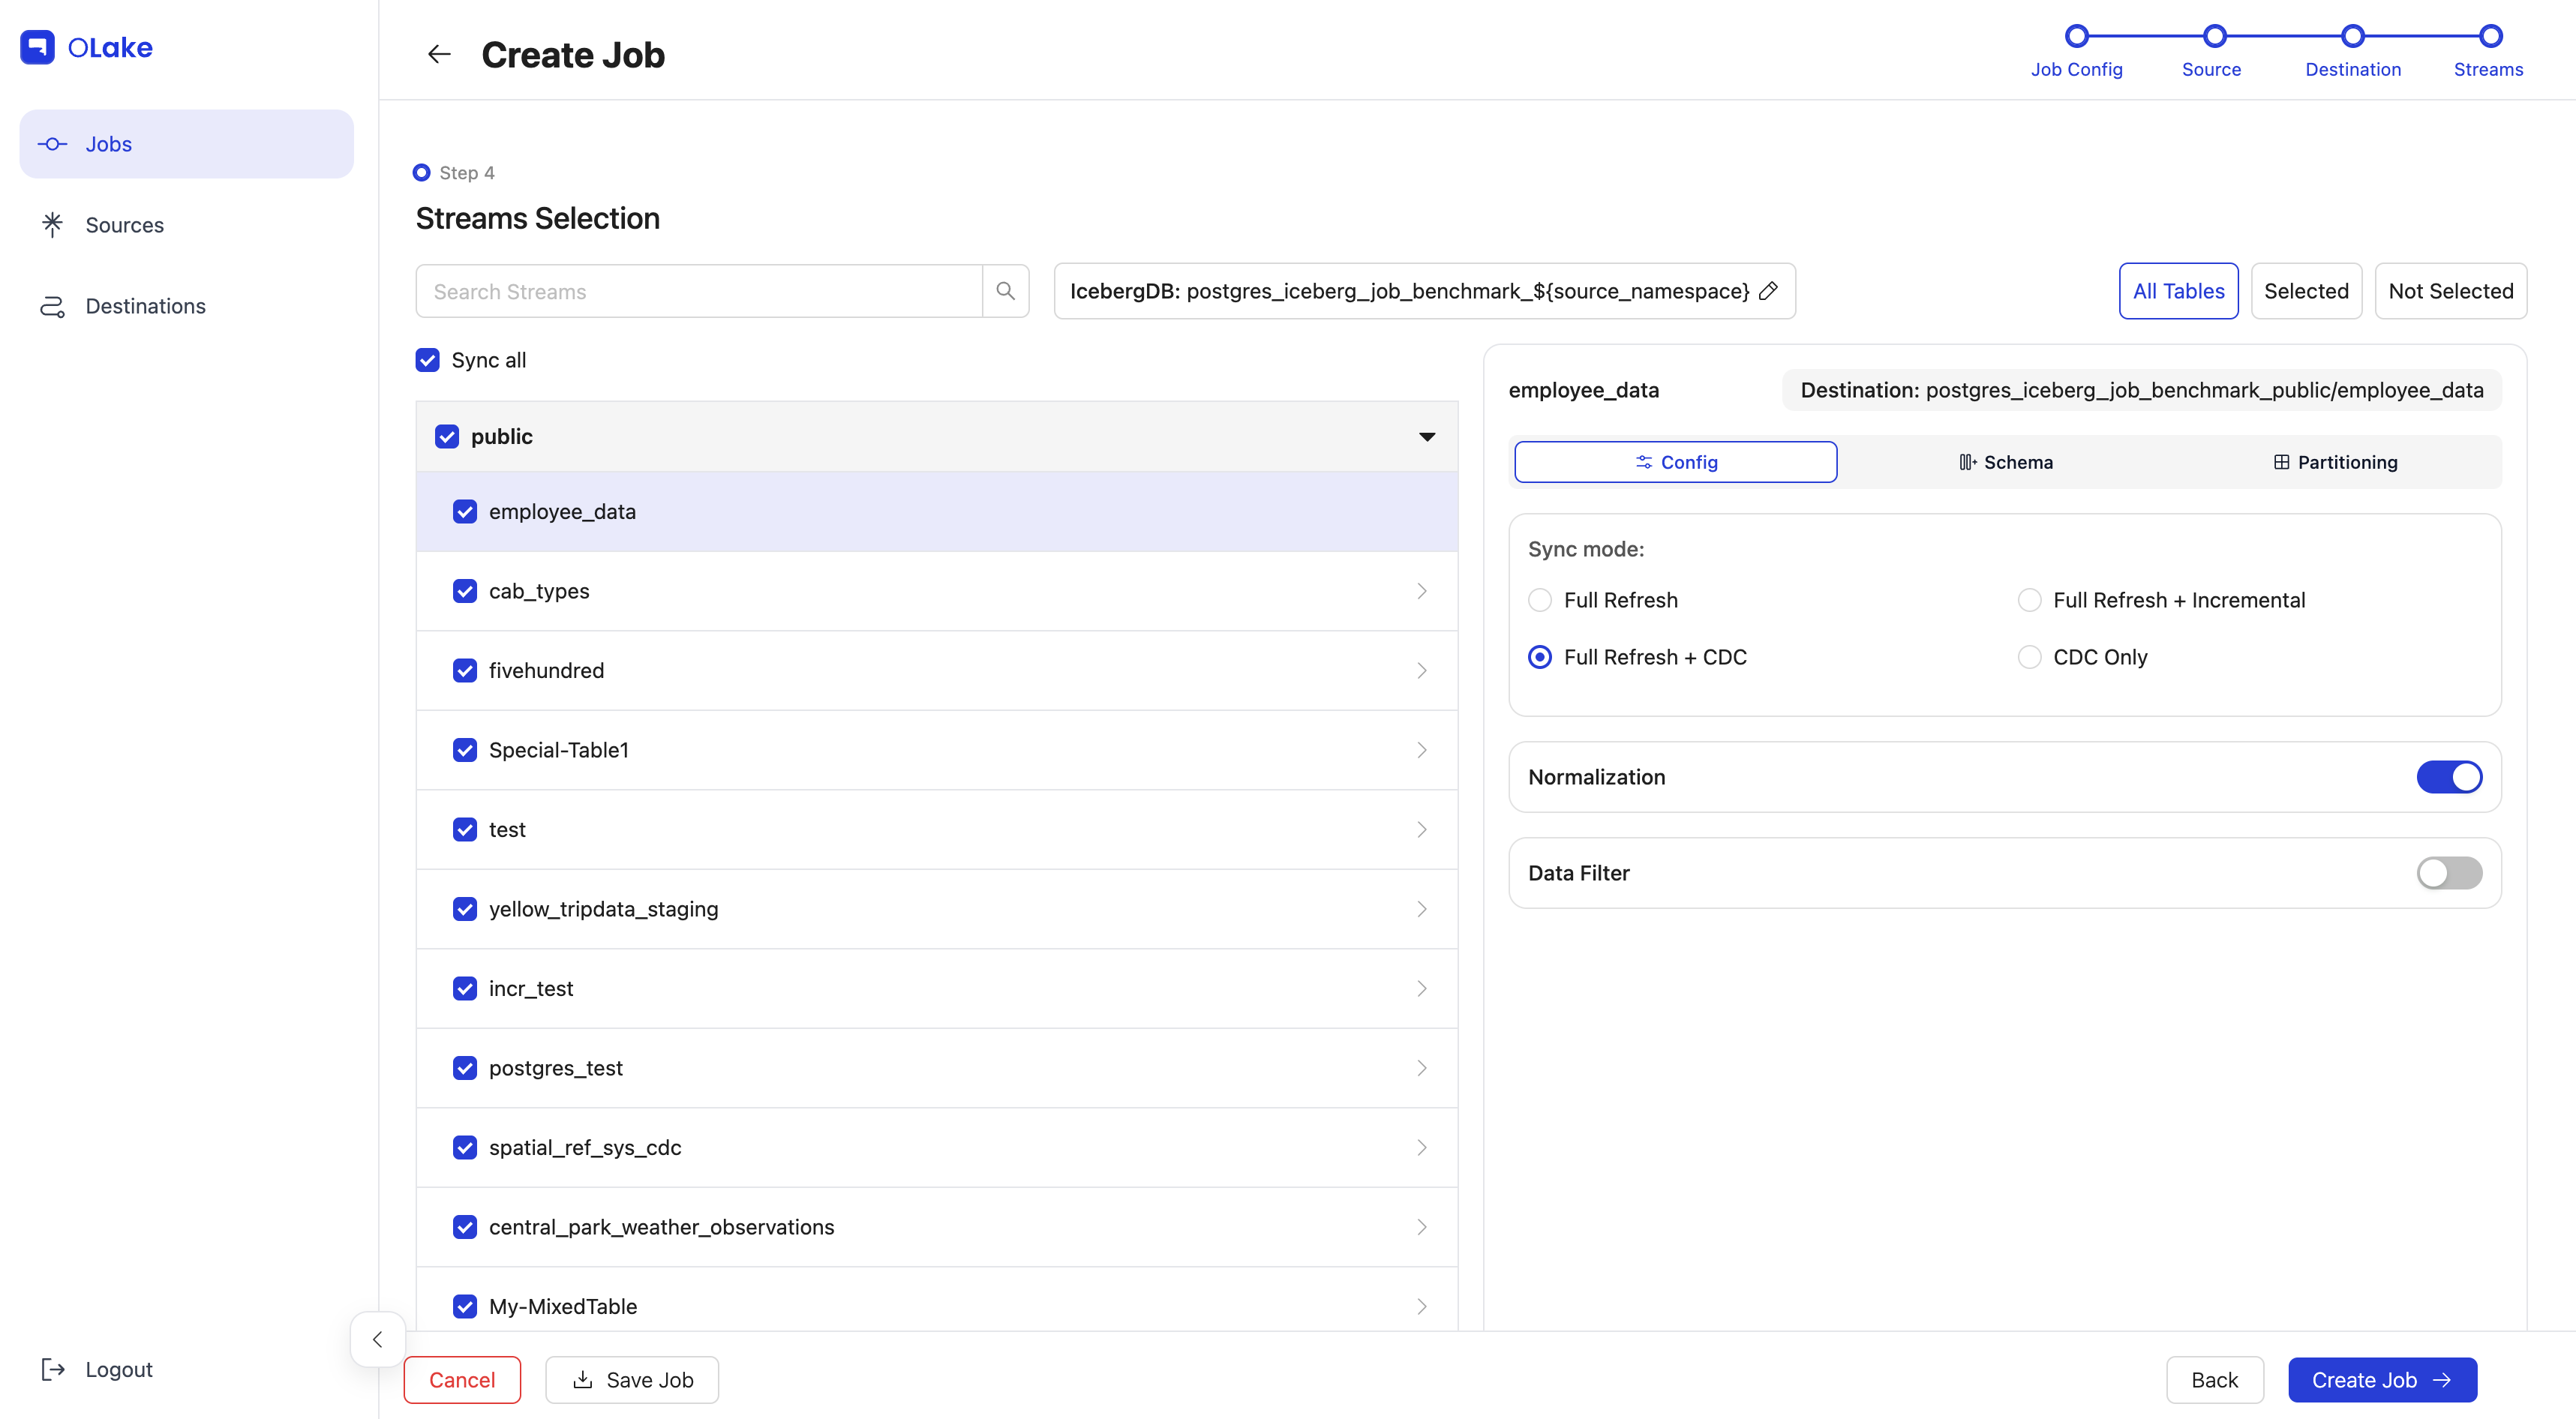 OLake
Jobs
Sources
Destinations
Logout
Create Job
Job Config
Source
Destination
Streams
Step 4
Streams Selection
Search Streams
IcebergDB: postgres_iceberg_job_benchmark_${source_namespace}
All Tables
Selected
Not Selected
Sync all
public
employee_data
cab_types
fivehundred
Special-Table1
test
yellow_tripdata_staging
incr_test
postgres_test
spatial_ref_sys_cdc
central_park_weather_observations
My-MixedTable
employee_data
Destination: postgres_iceberg_job_benchmark_public/employee_data
Config
Schema
Partitioning
Sync mode:
Full Refresh
Full Refresh + Incremental
Full Refresh + CDC
CDC Only
Normalization
Data Filter
Cancel
Save Job
Back
Create Job